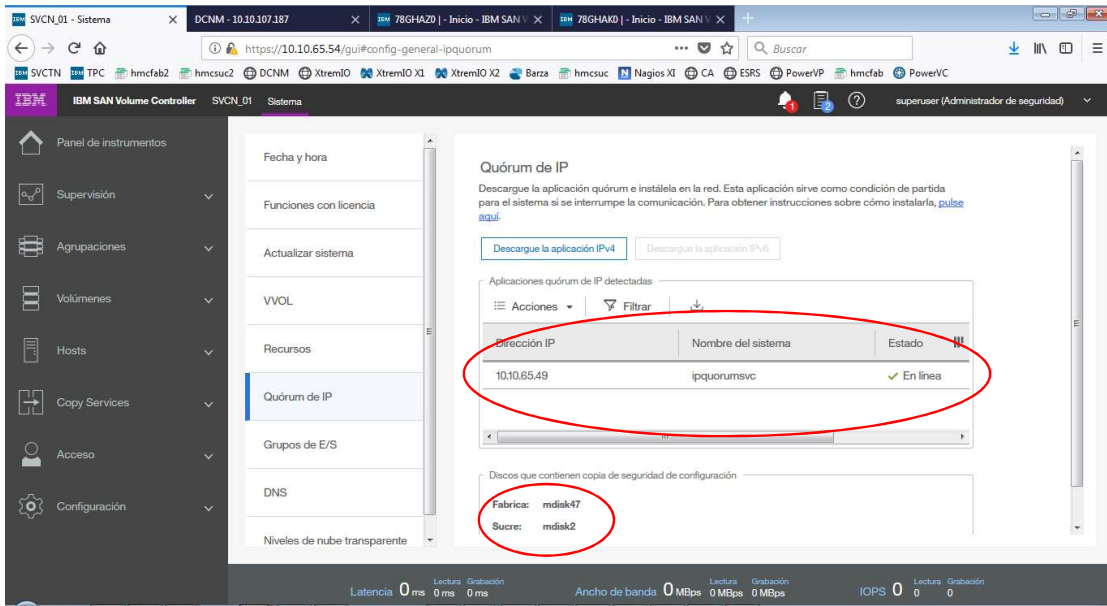 SVCN_01 - Sistema
DCNM - 10.10.107.187
IBM 78GHAZ0 | - Inicio - IBM SAN V
IBM 78GHAK0 | - Inicio - IBM SAN V
https://10.10.65.54/gui#config-general-ipquorum
Buscar
SVCTN TPC hmcfab2 hmcsuc2 DCNM XtremIO XtremIO X1 XtremIO X2 Barza hmcsuc Nagios XI CA ESRS PowerVP hmcfab PowerVC
IBM IBM SAN Volume Controller SVCN_01 Sistema 1 2 superuser (Administrador de seguridad)
Panel de instrumentos
Supervisión
Agrupaciones
Volúmenes
Hosts
Copy Services
Acceso
Configuración
Fecha y hora
Funciones con licencia
Actualizar sistema
VVOL
Recursos
Quórum de IP
Grupos de E/S
DNS
Niveles de nube transparente
Quórum de IP
Descargue la aplicación quórum e instálela en la red. Esta aplicación sirve como condición de partida
para el sistema si se interrumpe la comunicación. Para obtener instrucciones sobre cómo instalarla, pulse
aquí.
Descargue la aplicación IPv4 Descargue la aplicación IPv6
Aplicaciones quórum de IP detectadas
Acciones Filtrar
Dirección IP Nombre del sistema Estado
10.10.65.49 ipquorumsvc En línea
Discos que contienen copia de seguridad de configuración
Fabrica: mdisk47
Sucre: mdisk2
Latencia 0 ms Lectura 0 ms Grabación 0 ms
Ancho de banda 0 MBps Lectura 0 MBps Grabación 0 MBps
IOPS 0 Lectura 0 Grabación 0